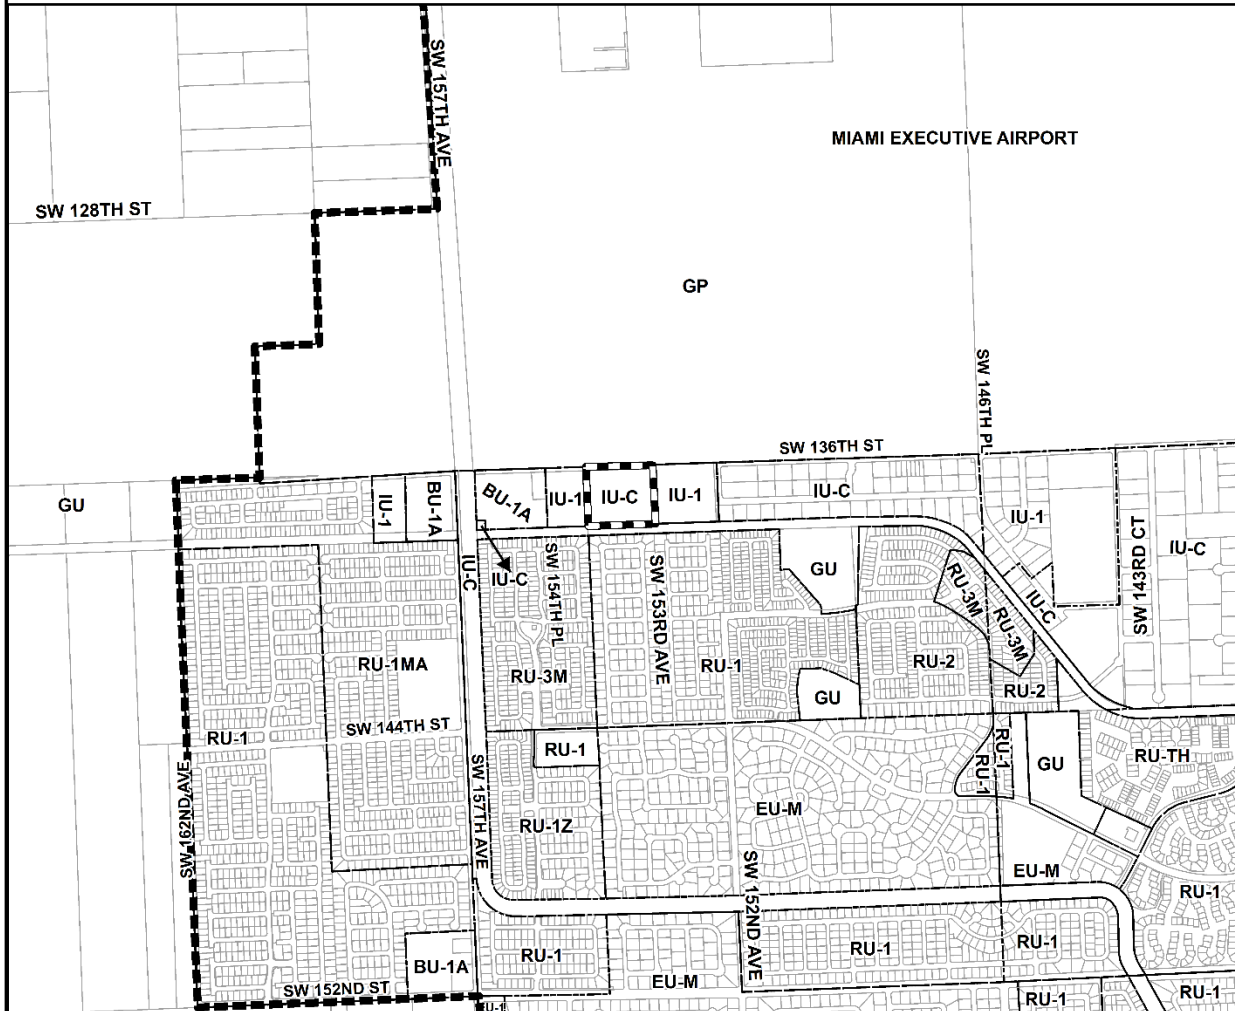 SW 157TH AVE
MIAMI EXECUTIVE AIRPORT
SW 128TH ST
GP
SW 146TH PL
SW 136TH ST
GU
IU-1
BU-1A
BU-1A
IU-1
IU-C
IU-1
IU-C
IU-1
SW 143RD CT
IU-C
IU-C
IU-C
SW 154TH PL
SW 153RD AVE
GU
RU-3M
RU-3M
IU-C
RU-1MA
RU-3M
RU-1
RU-2
RU-2
GU
SW 144TH ST
RU-1
RU-1
RU-1
RU-1
GU
RU-TH
SW 162ND AVE
SW 157TH AVE
RU-1Z
EU-M
SW 152ND AVE
EU-M
RU-1
BU-1A
RU-1
EU-M
RU-1
RU-1
SW 152ND ST
RU-1
RU-1
RU-1